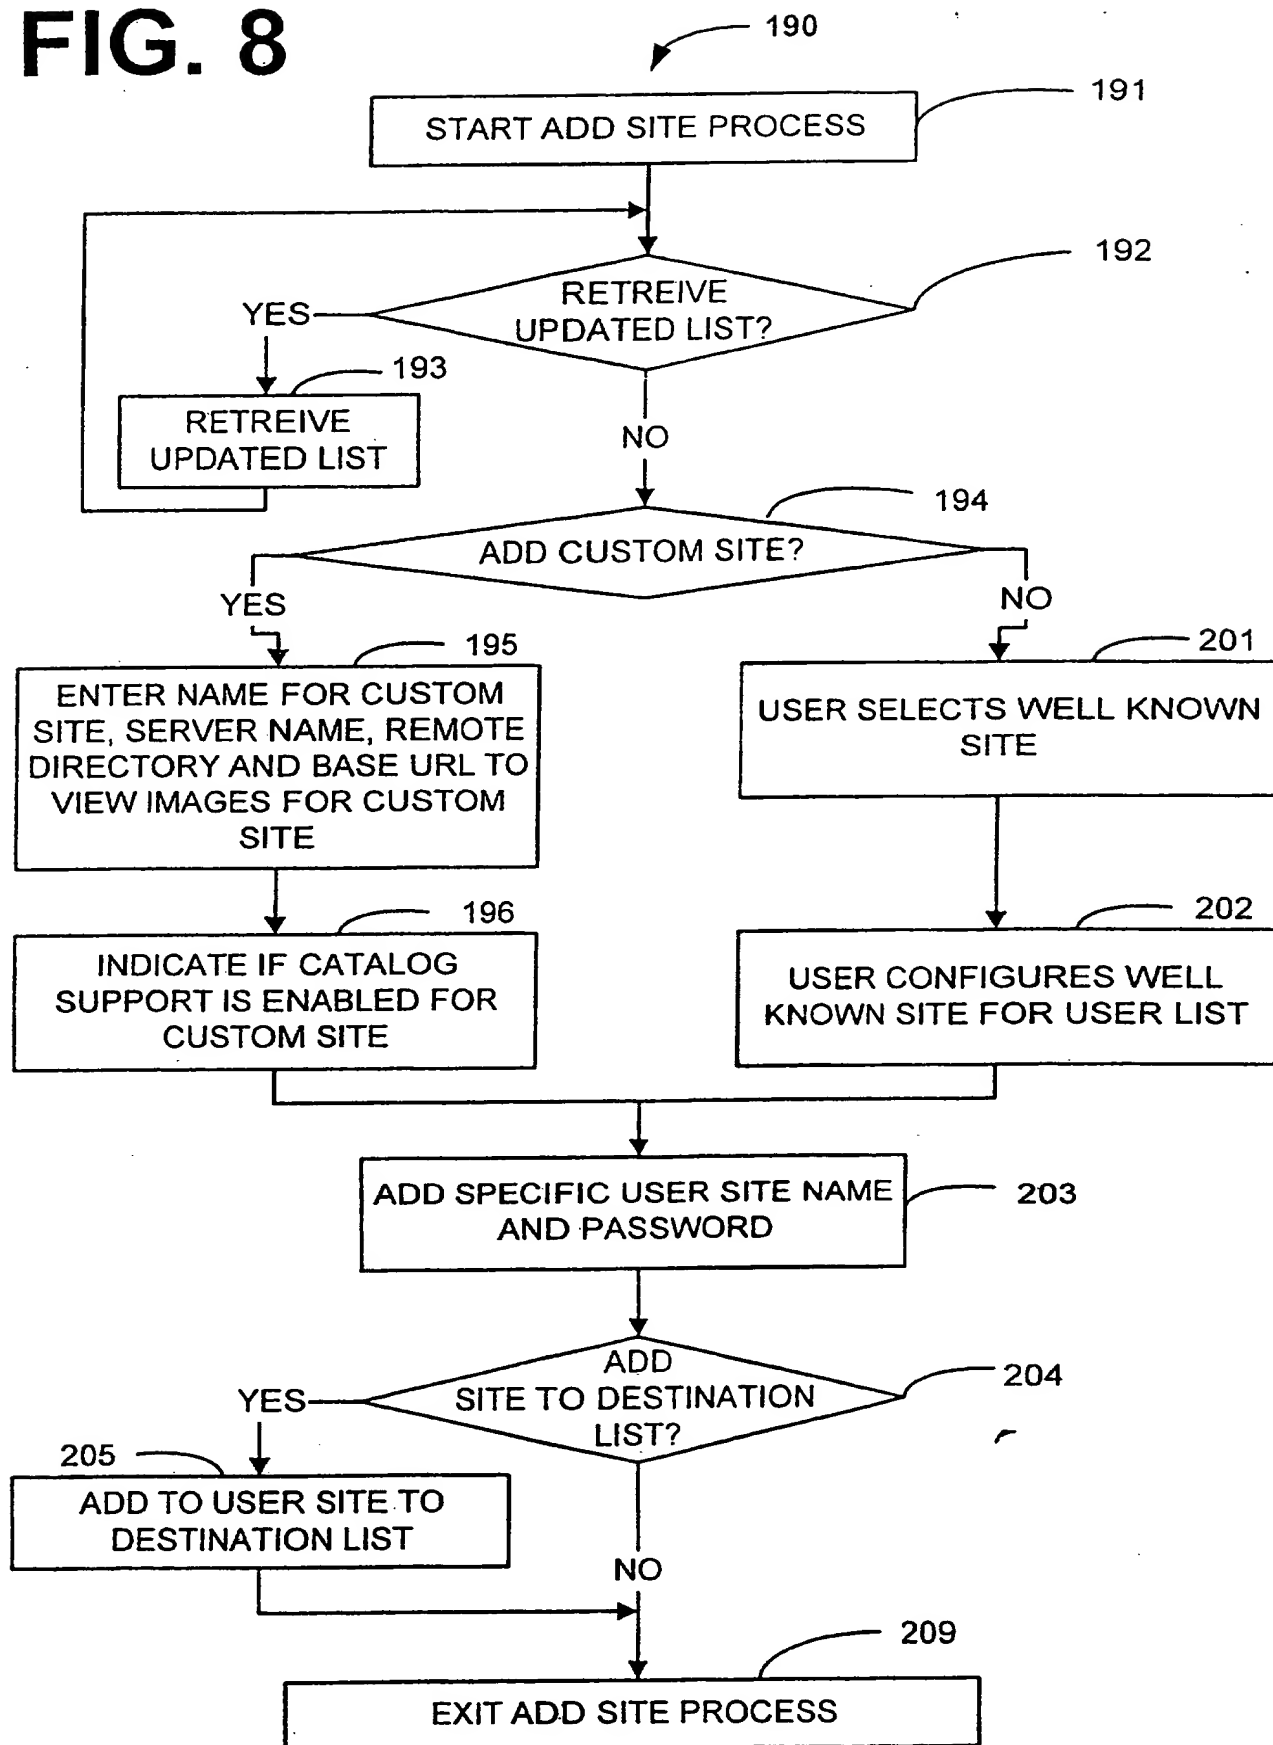 FIG. 8
190
191
START ADD SITE PROCESS
192
RETREIVE
UPDATED LIST?
YES
193
RETREIVE
UPDATED LIST
NO
194
ADD CUSTOM SITE?
YES
NO
195
ENTER NAME FOR CUSTOM
SITE, SERVER NAME, REMOTE
DIRECTORY AND BASE URL TO
VIEW IMAGES FOR CUSTOM
SITE
201
USER SELECTS WELL KNOWN
SITE
196
INDICATE IF CATALOG
SUPPORT IS ENABLED FOR
CUSTOM SITE
202
USER CONFIGURES WELL
KNOWN SITE FOR USER LIST
ADD SPECIFIC USER SITE NAME
AND PASSWORD
203
ADD
SITE TO DESTINATION
LIST?
204
YES
205
ADD TO USER SITE TO
DESTINATION LIST
NO
209
EXIT ADD SITE PROCESS